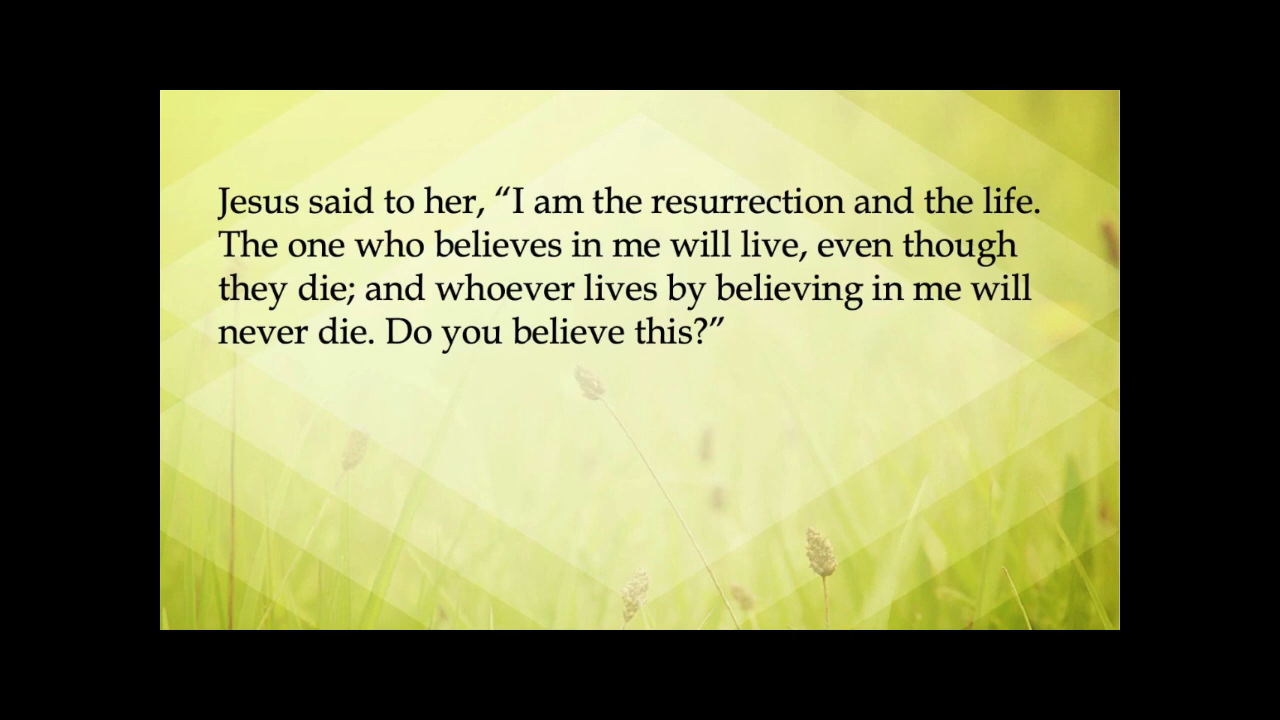 Jesus said to her, “I am the resurrection and the life.
The one who believes in me will live, even though
they die; and whoever lives by believing in me will
never die. Do you believe this?”